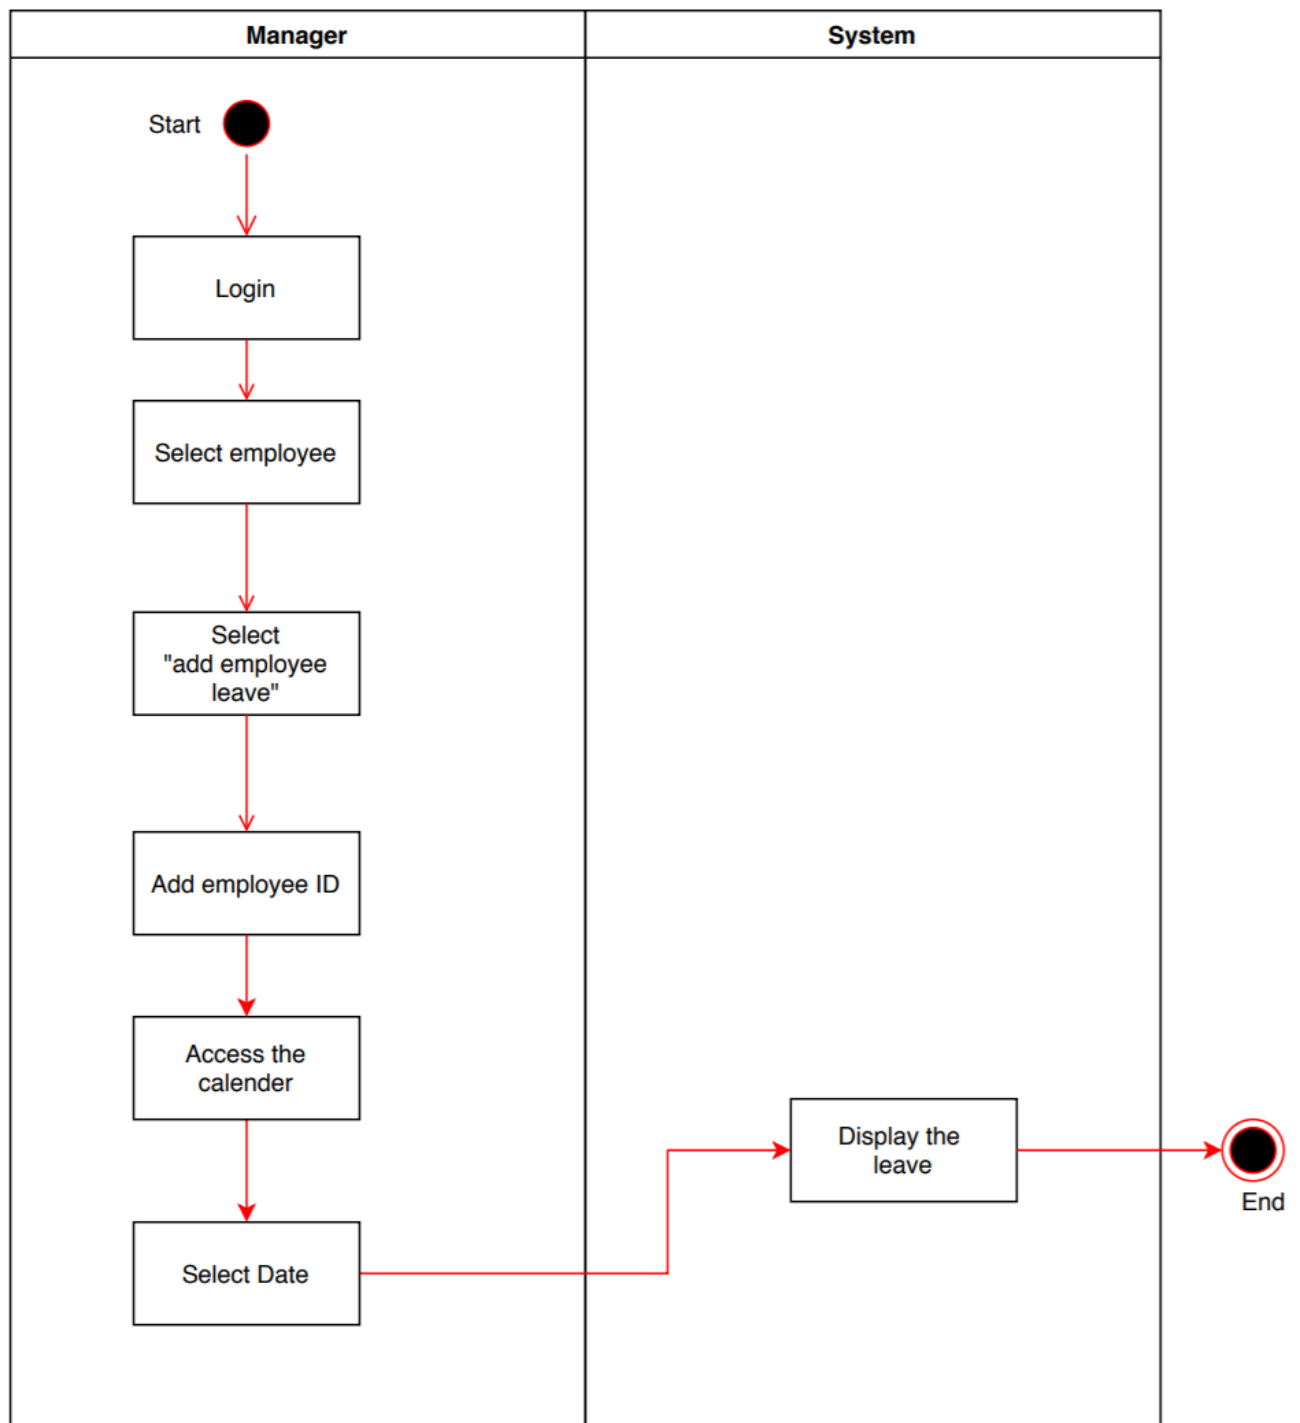 Manager
System
Start
Login
Select employee
Select
"add employee
leave"
Add employee ID
Access the
calender
Display the
leave
End
Select Date